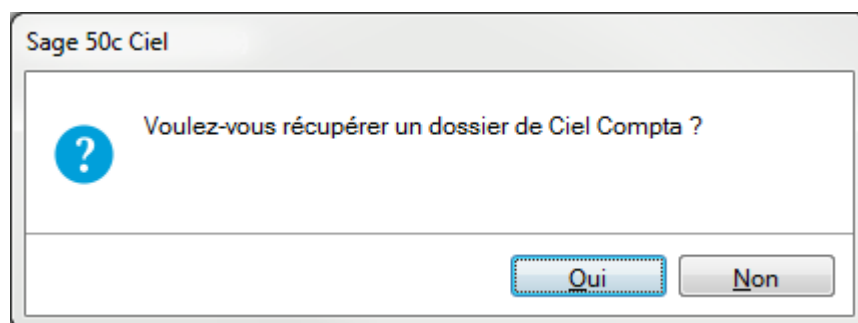 Sage 50c Ciel
Voulez-vous récupérer un dossier de Ciel Compta ?
Oui
Non